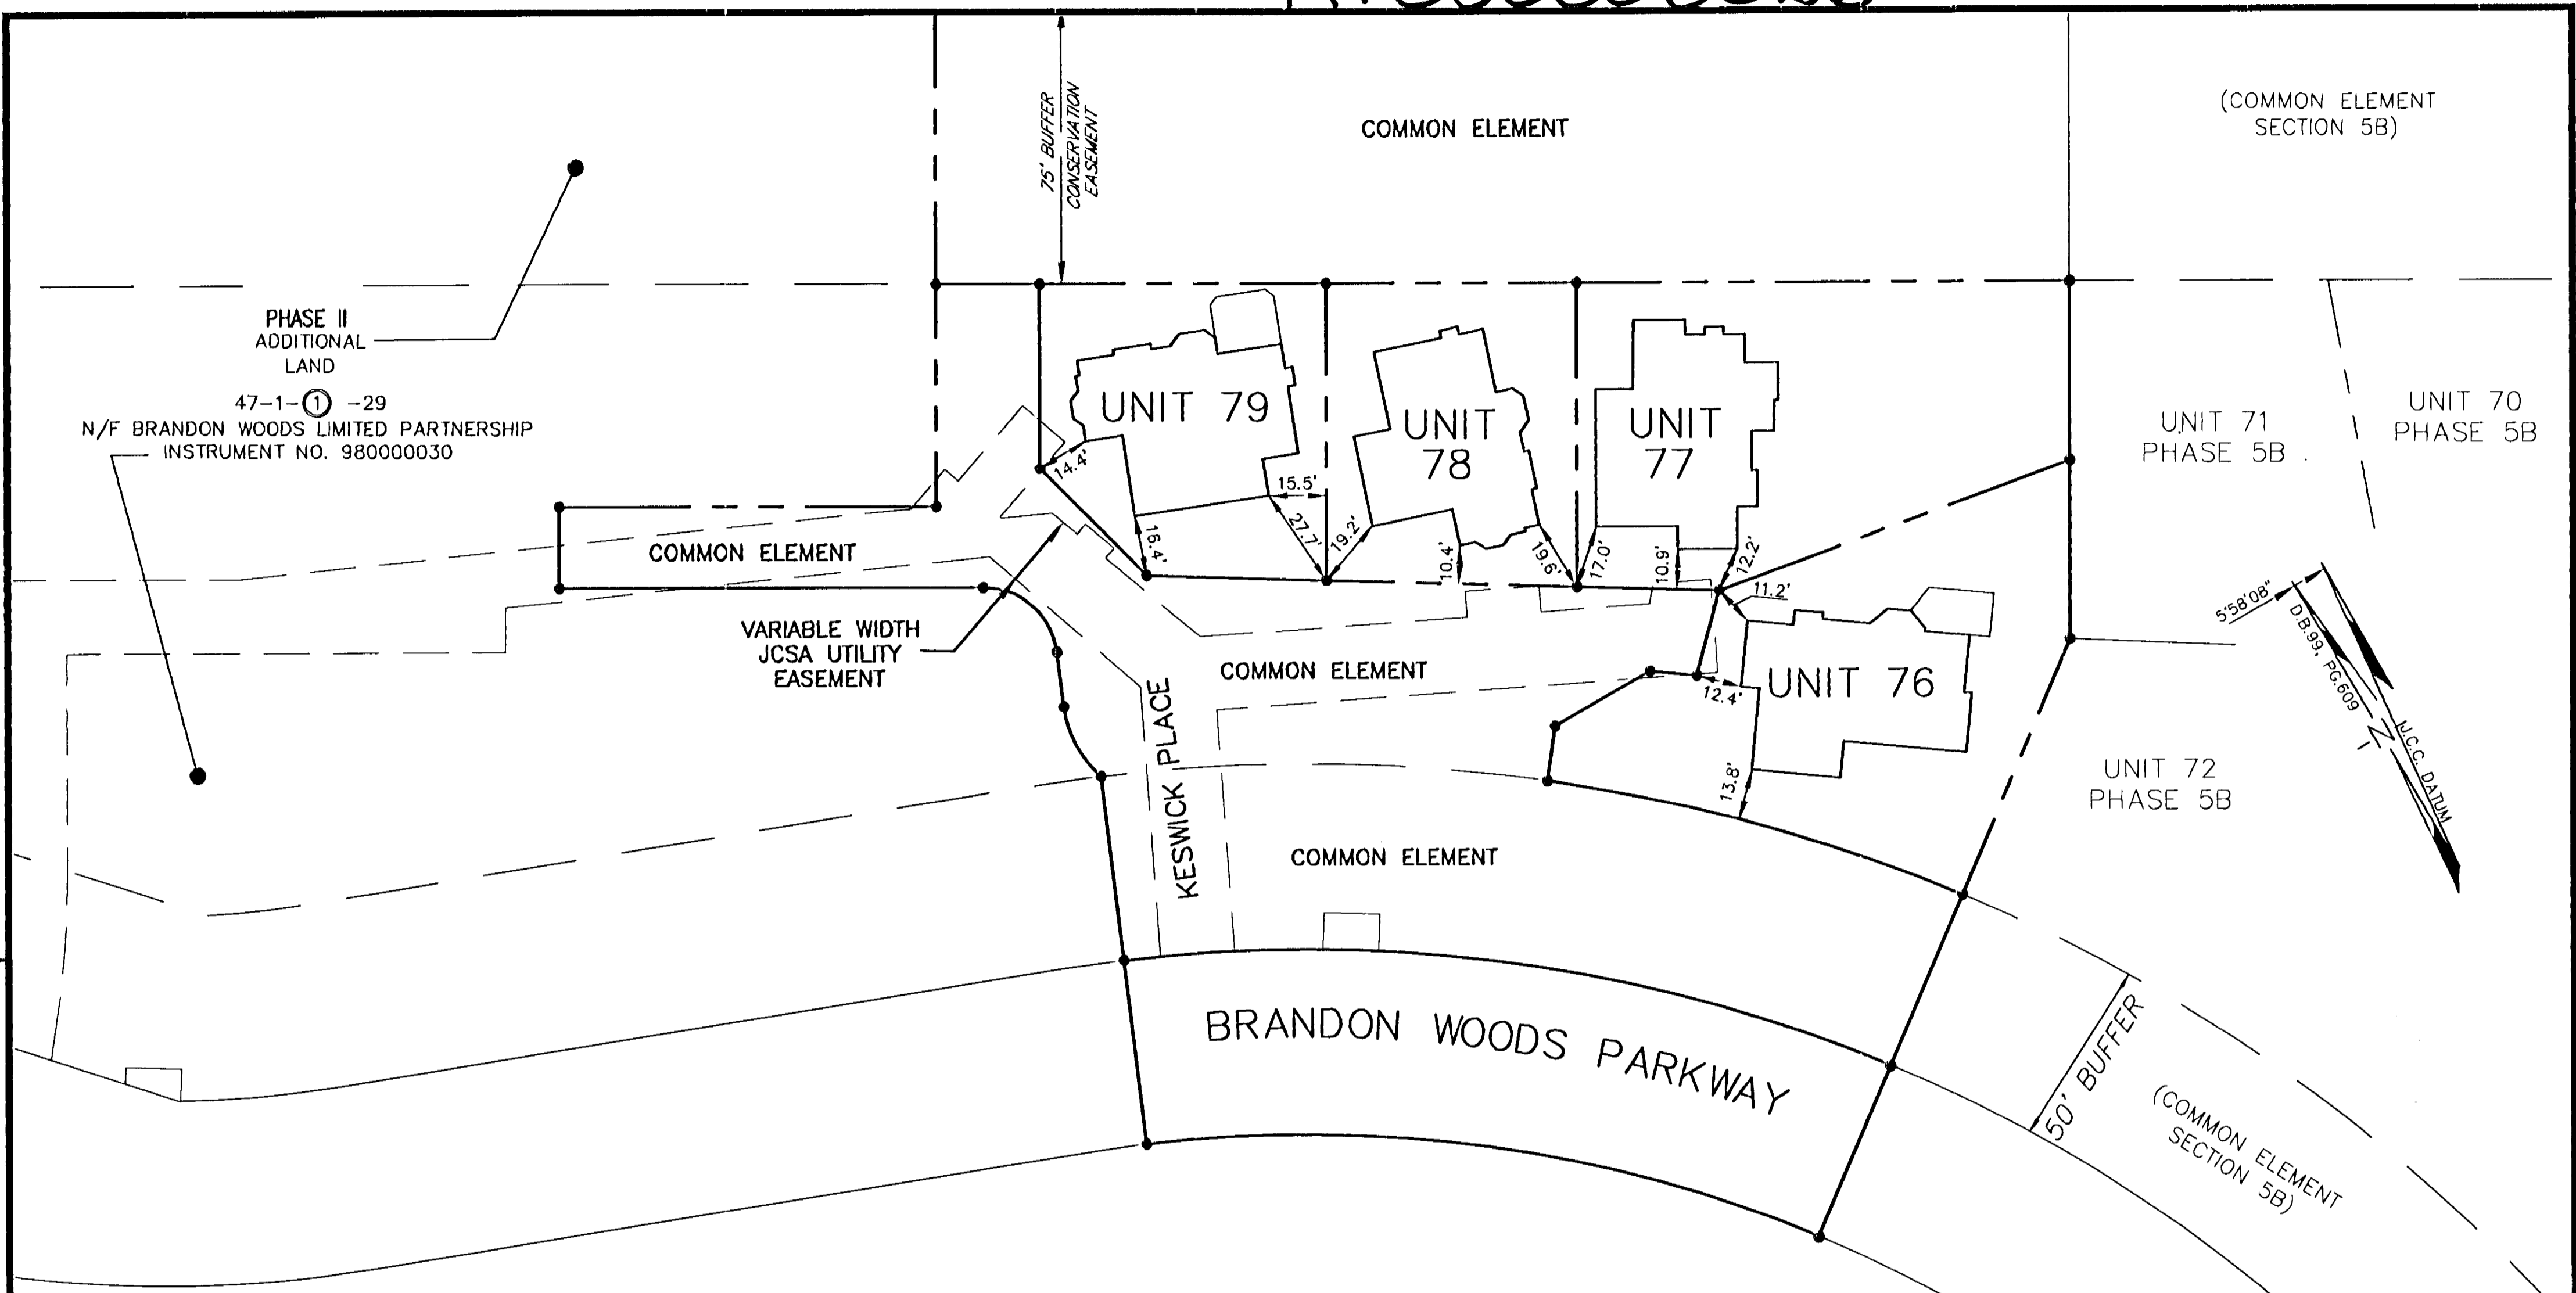 75' BUFFER
CONSERVATION
EASEMENT
COMMON ELEMENT
(COMMON ELEMENT
SECTION 5B)
PHASE II
ADDITIONAL
LAND
47-1-① -29
N/F BRANDON WOODS LIMITED PARTNERSHIP
INSTRUMENT NO. 980000030
UNIT 79
UNIT
78
UNIT
77
UNIT 71
PHASE 5B
UNIT 70
PHASE 5B
14.4'
15.5'
16.4'
27.7'
19.2'
10.4'
19.6'
17.0'
10.9'
12.2'
11.2'
COMMON ELEMENT
VARIABLE WIDTH
JCSA UTILITY
EASEMENT
COMMON ELEMENT
12.4'
UNIT 76
13.8'
UNIT 72
PHASE 5B
5°58'08"
D.B.99, PG.609
N
J.C.C. DATUM
KESWICK PLACE
COMMON ELEMENT
BRANDON WOODS PARKWAY
50' BUFFER
(COMMON ELEMENT
SECTION 5B)